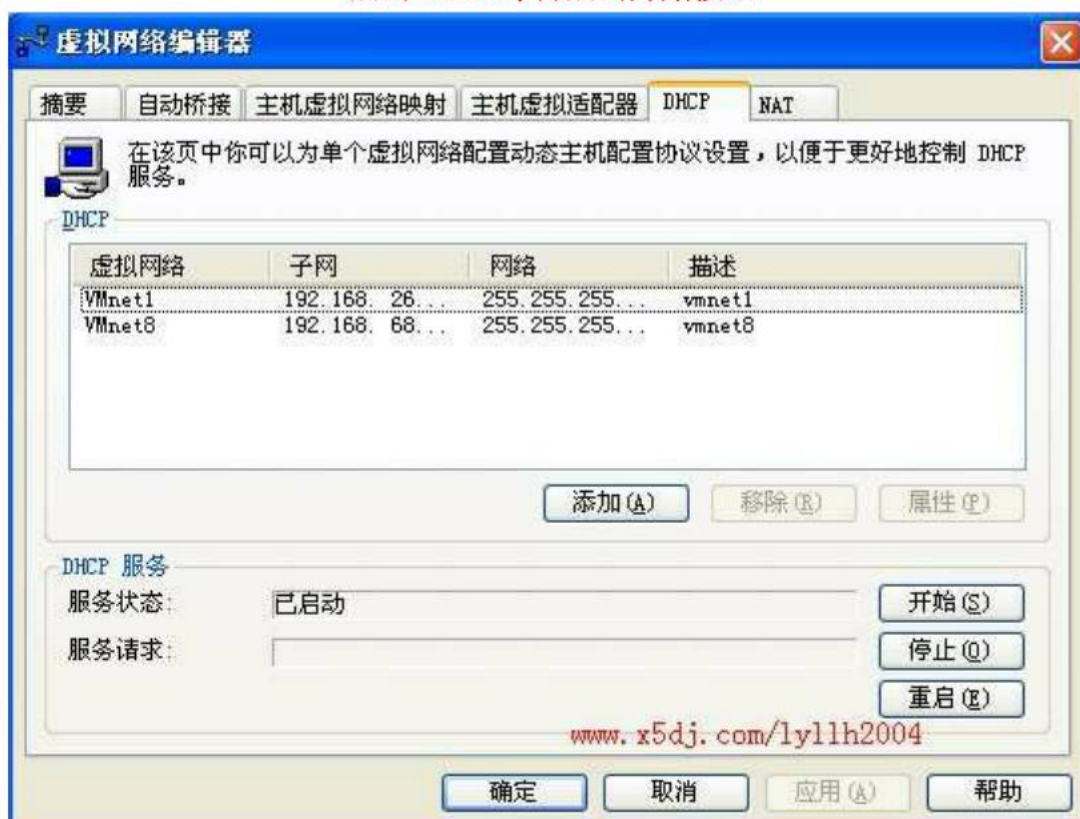 虚拟网络编辑器
摘要 自动桥接 主机虚拟网络映射 主机虚拟适配器 DHCP NAT
在该页中你可以为单个虚拟网络配置动态主机配置协议设置，以便于更好地控制 DHCP
服务。
DHCP
虚拟网络 子网 网络 描述
VMnet1 192.168. 26... 255.255.255... vmnet1
VMnet8 192.168. 68... 255.255.255... vmnet8
添加(A) 移除(R) 属性(P)
DHCP 服务
服务状态: 已启动 开始(S)
服务请求: 停止(O)
重启(E)
www.x5dj.com/lyllh2004
确定 取消 应用(A) 帮助